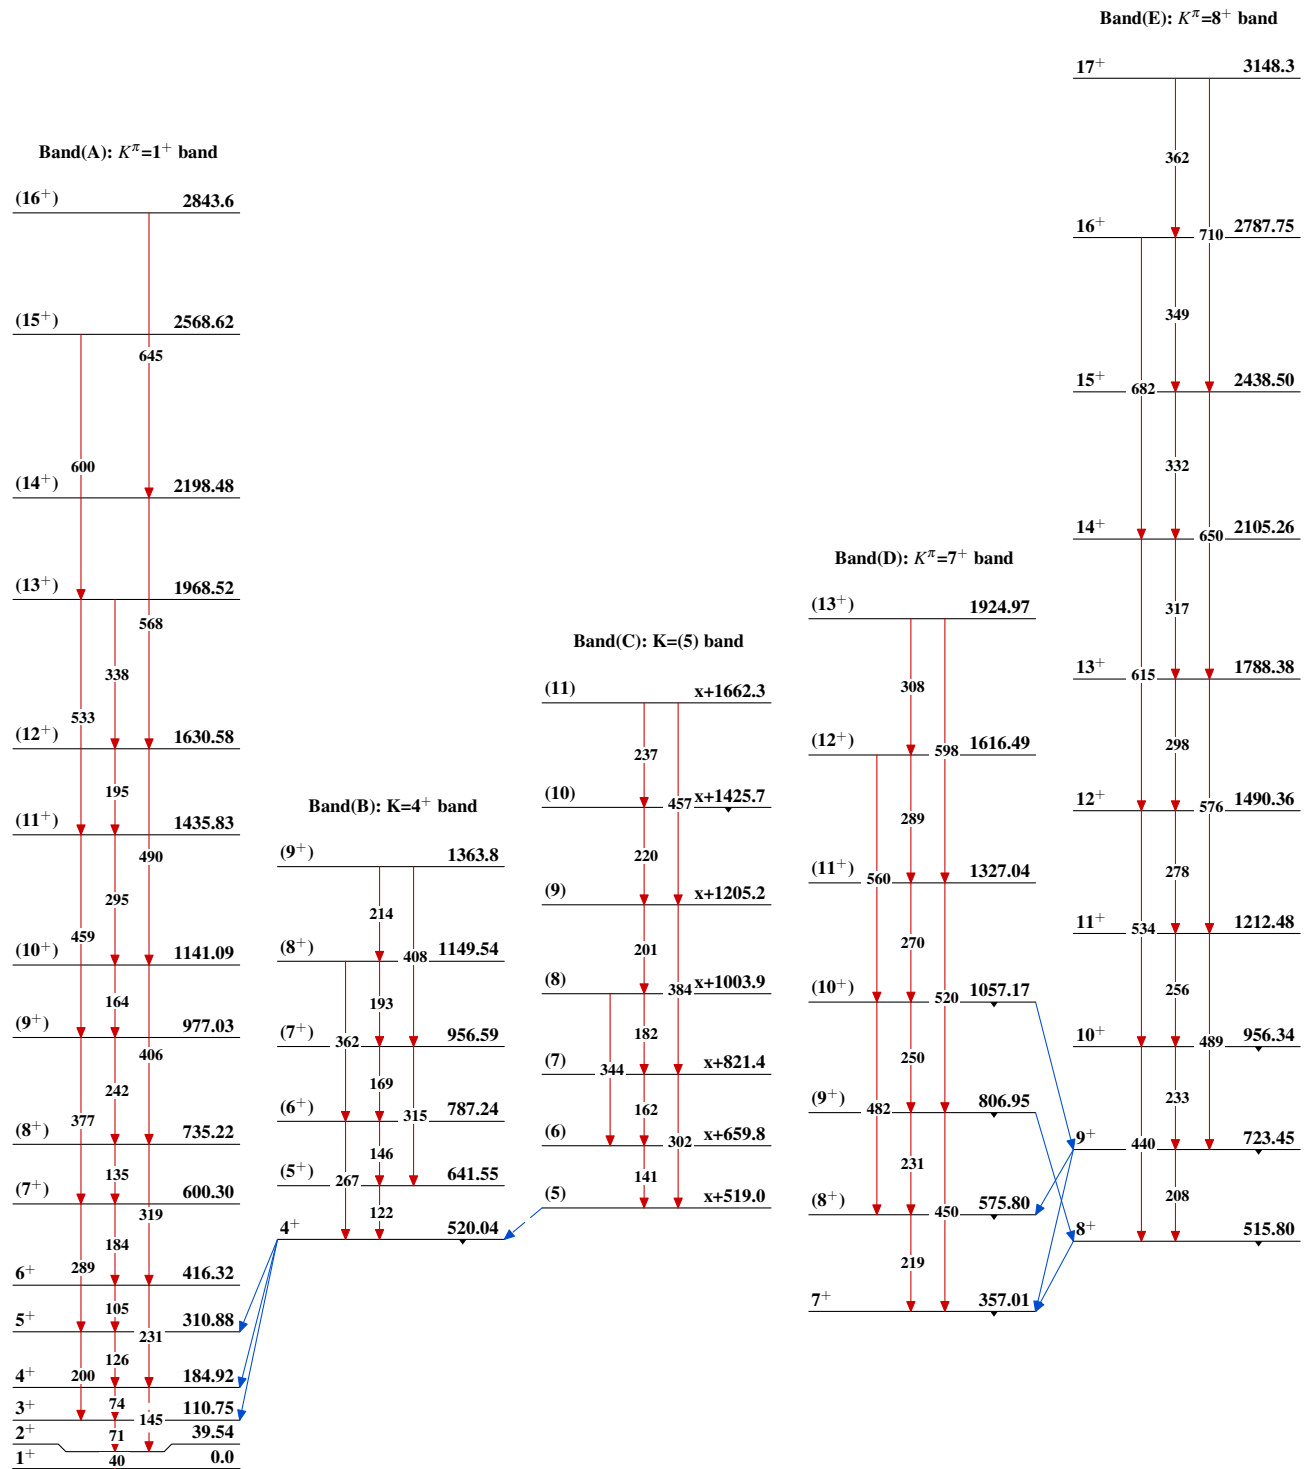 Band(A): K^π=1⁺ band
(16⁺) 2843.6
(15⁺) 2568.62
645
600
(14⁺) 2198.48
(13⁺) 1968.52
568
338
533
(12⁺) 1630.58
195
(11⁺) 1435.83
490
295
459
(10⁺) 1141.09
164
(9⁺) 977.03
406
242
377
(8⁺) 735.22
135
(7⁺) 600.30
319
184
289
6⁺ 416.32
105
5⁺ 310.88
231
126
200
4⁺ 184.92
74
3⁺ 110.75
145
2⁺ 71 39.54
1⁺ 40 0.0
Band(B): K=4⁺ band
(9⁺) 1363.8
214
(8⁺) 408 1149.54
193
362
(7⁺) 956.59
169
(6⁺) 315 787.24
146
(5⁺) 267 641.55
122
4⁺ 520.04
Band(C): K=(5) band
(11) x+1662.3
237
(10) 457 x+1425.7
220
(9) x+1205.2
201
(8) 384 x+1003.9
182
344
(7) x+821.4
162
(6) 302 x+659.8
141
(5) x+519.0
Band(D): K^π=7⁺ band
(13⁺) 1924.97
308
(12⁺) 598 1616.49
289
(11⁺) 560 1327.04
270
(10⁺) 520 1057.17
250
(9⁺) 482 806.95
231
(8⁺) 450 575.80
219
7⁺ 357.01
Band(E): K^π=8⁺ band
17⁺ 3148.3
362
16⁺ 710 2787.75
349
15⁺ 682 2438.50
332
14⁺ 650 2105.26
317
13⁺ 615 1788.38
298
12⁺ 576 1490.36
278
11⁺ 534 1212.48
256
10⁺ 489 956.34
233
9⁺ 440 723.45
208
8⁺ 515.80